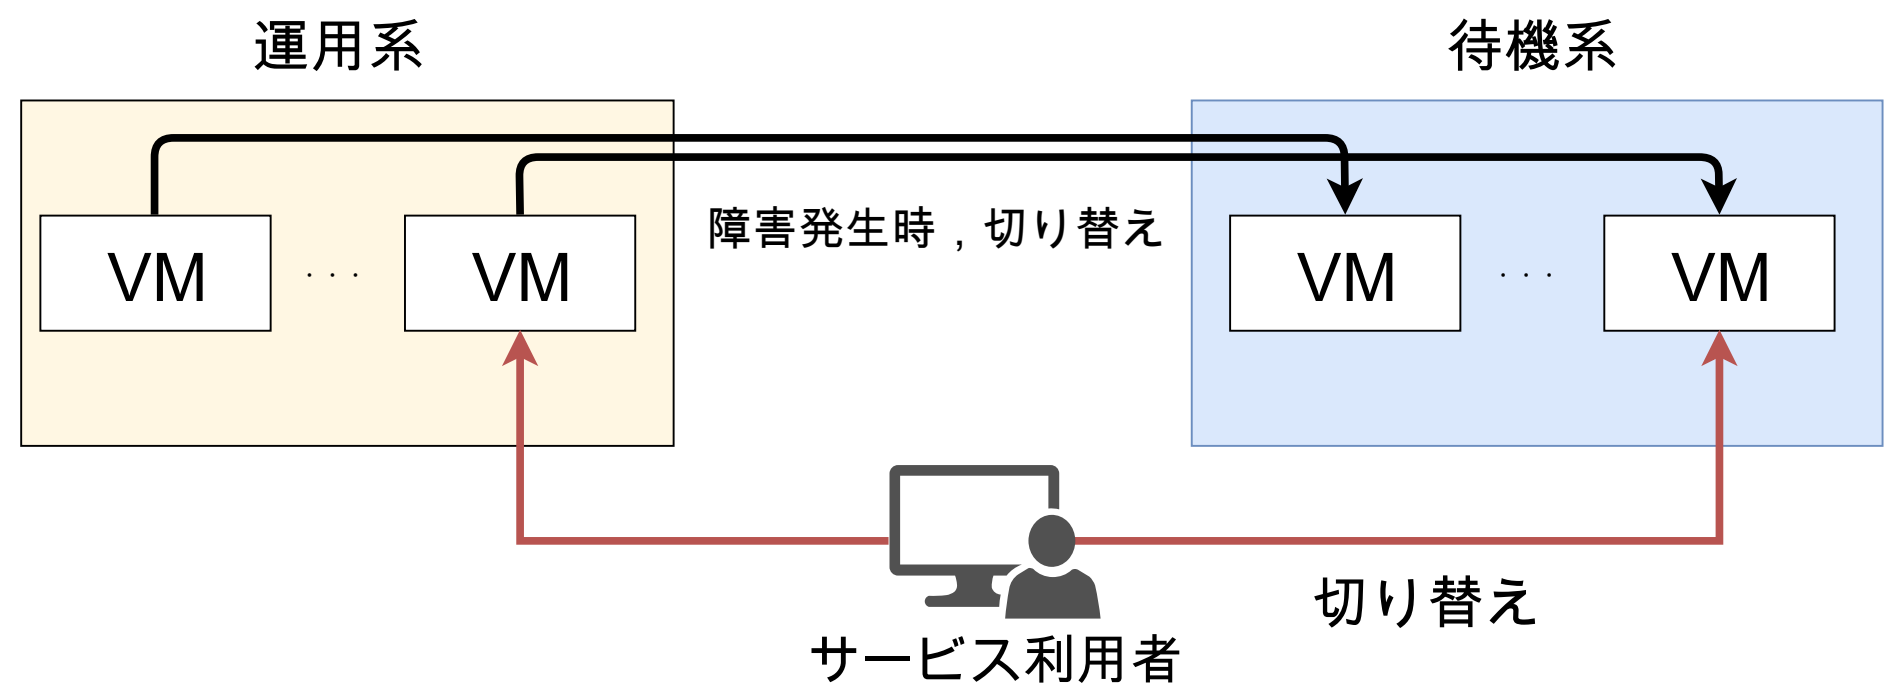 運用系
待機系
障害発生時，切り替え
VM
. . .
VM
VM
. . .
VM
切り替え
サービス利用者